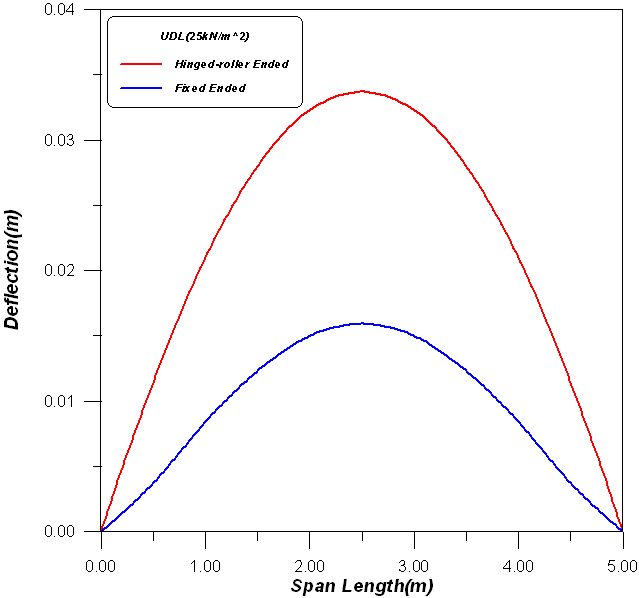 0.04
UDL(25kN/m^2)
Hinged-roller Ended
Fixed Ended
0.03
0.02
0.01
0.00
Deflection(m)
0.00 1.00 2.00 3.00 4.00 5.00
Span Length(m)